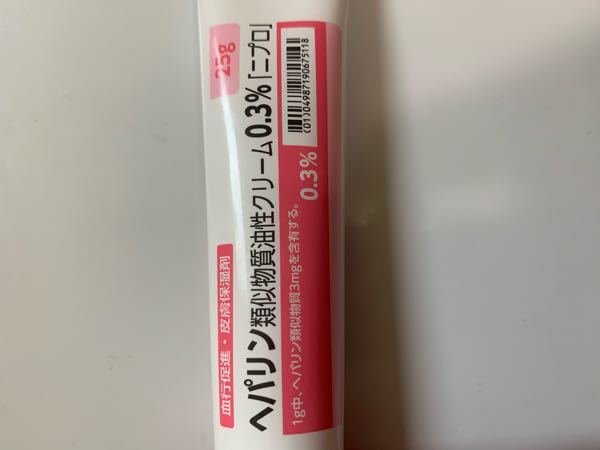 血行促進・皮膚保湿剤
25g
ヘパリン類似物質油性クリーム0.3%「ニプロ」
1g中、ヘパリン類似物質3mgを含有する。
0.3%
(01)04987190675118